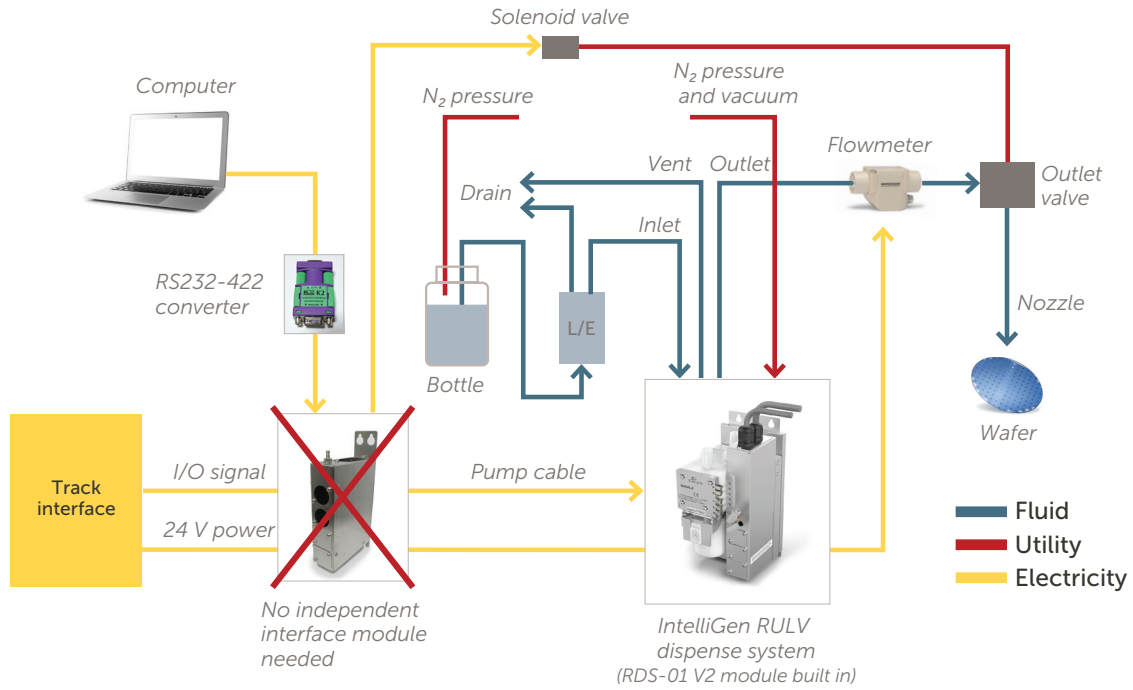 Solenoid valve
Computer
N₂ pressure
N₂ pressure
and vacuum
Flowmeter
Vent
Outlet
Drain
Outlet
valve
Inlet
RS232-422
converter
K2
L/E
Nozzle
Bottle
Wafer
Track
interface
I/O signal
Pump cable
24 V power
Fluid
Utility
Electricity
No independent
interface module
needed
IntelliGen RULV
dispense system
(RDS-01 V2 module built in)